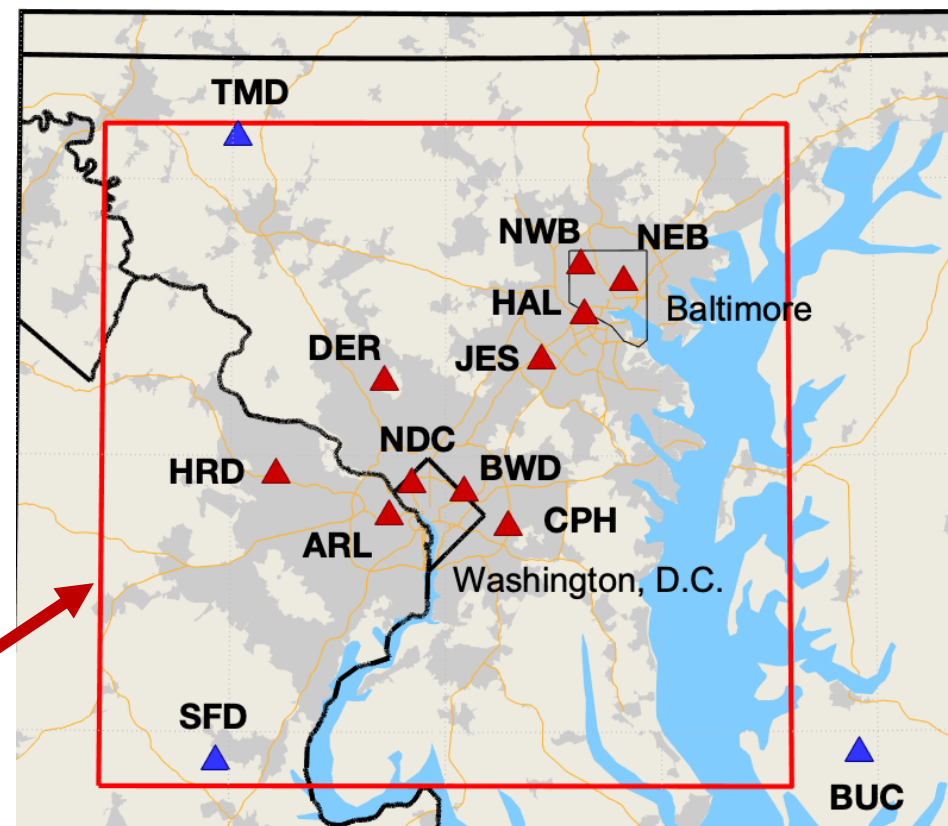 TMD
NWB
NEB
HAL
Baltimore
DER
JES
NDC
HRD
BWD
ARL
CPH
Washington, D.C.
SFD
BUC